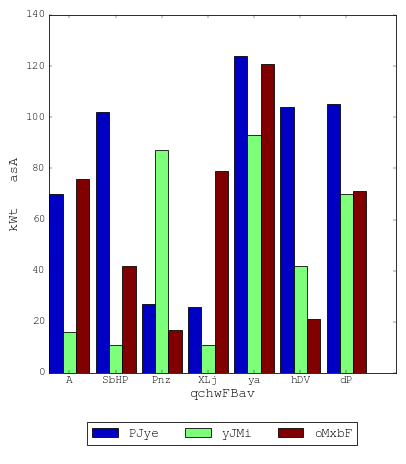 140
120
100
80
60
40
20
0
kWt asA
A SbHP Pnz XLj ya hDV dP
qchwFBav
PJye yJMi oMxbF